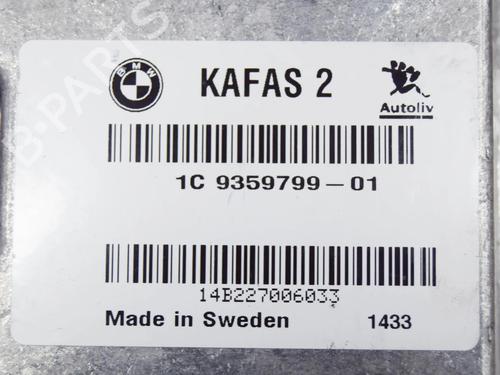 B-PARTS
BMW
KAFAS 2
Autoliv
1C 9359799-01
14B227006033
Made in Sweden 1433